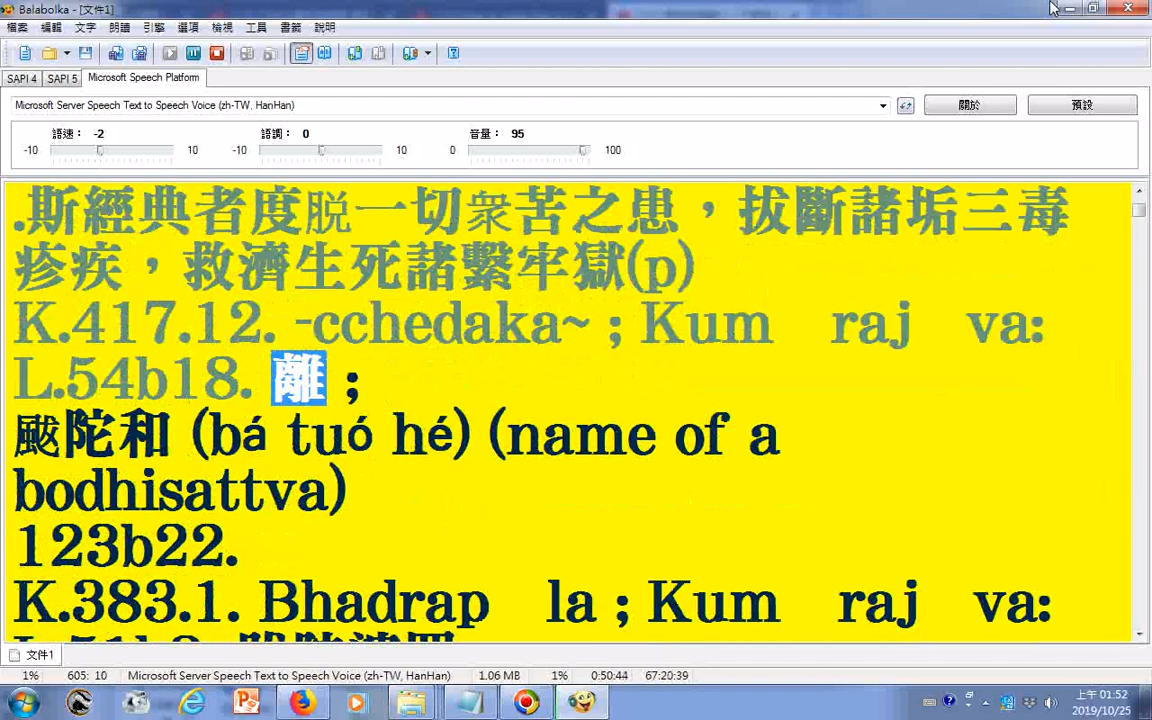 Balabolka - [文件1]
檔案 編輯 文字 朗讀 引擎 選項 檢視 工具 書籤 說明
SAPI 4 SAPI 5 Microsoft Speech Platform
Microsoft Server Speech Text to Speech Voice (zh-TW, HanHan)
關於 預設
語速： -2 語調： 0 音量： 95
-10 10 -10 10 0 100
.斯經典者度脱一切衆苦之患，拔斷諸垢三毒
疹疾，救濟生死諸繫牢獄(p)
K.417.12. -cchedaka~ ; Kum raj va:
L.54b18. 離 ;
颰陀和 (bá tuó hé) (name of a
bodhisattva)
123b22.
K.383.1. Bhadrap la ; Kum raj va:
文件1
1% 605: 10 Microsoft Server Speech Text to Speech Voice (zh-TW, HanHan) 1.06 MB 1% 0:50:44 67:20:39
上午 01:52
2019/10/25